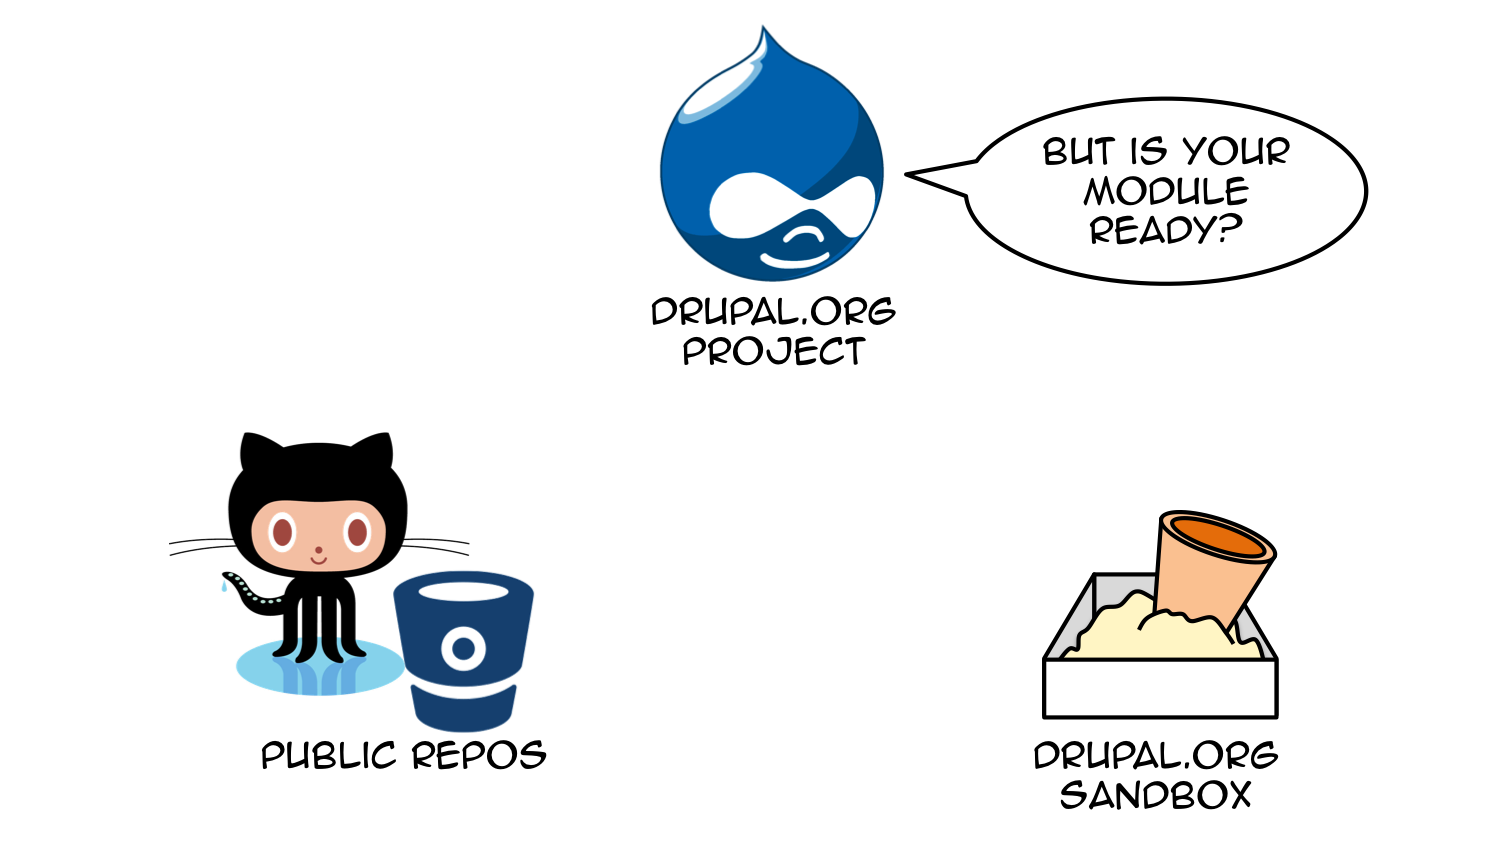 BUT IS YOUR
MODULE
READY?
DRUPAL.ORG
PROJECT
PUBLIC REPOS
DRUPAL.ORG
SANDBOX